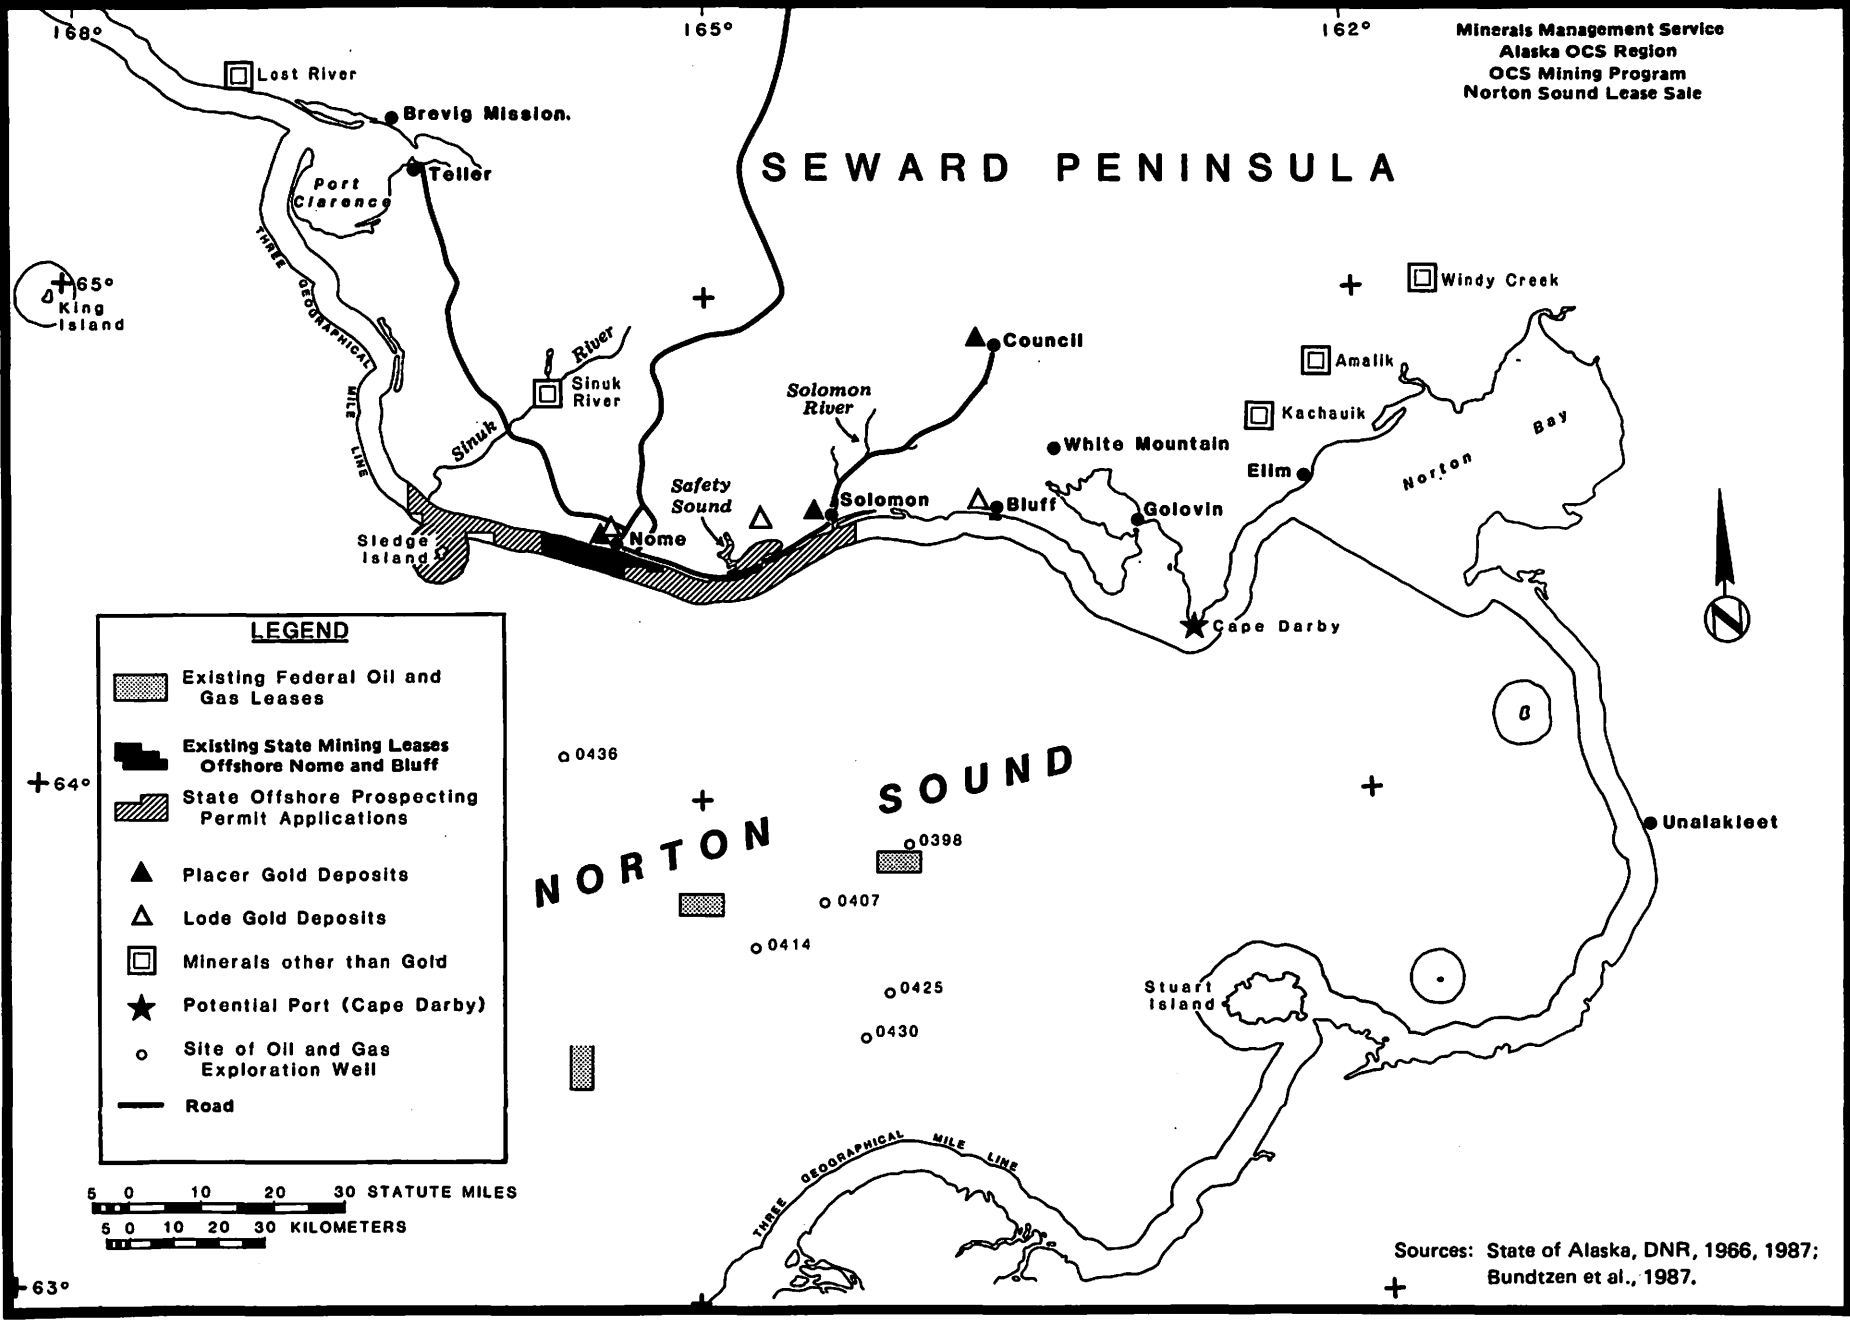 168°
165°
162°
Minerals Management Service
Alaska OCS Region
OCS Mining Program
Norton Sound Lease Sale
Lost River
Brevig Mission.
Teller
Port
Clarence
SEWARD PENINSULA
THREE GEOGRAPHICAL MILE LINE
65°
King
Island
Windy Creek
Council
Amalik
Sinuk River
Sinuk
River
Solomon
River
Kachauik
Norton Bay
White Mountain
Elim
Safety
Sound
Solomon
Bluff
Golovin
Nome
Sledge
Island
Cape Darby
N
LEGEND
Existing Federal Oil and
Gas Leases
Existing State Mining Leases
Offshore Nome and Bluff
State Offshore Prospecting
Permit Applications
Placer Gold Deposits
Lode Gold Deposits
Minerals other than Gold
Potential Port (Cape Darby)
Site of Oil and Gas
Exploration Well
Road
64°
0436
NORTON SOUND
0398
0407
0414
0425
0430
Unalakleet
Stuart
Island
THREE GEOGRAPHICAL MILE LINE
5 0 10 20 30 STATUTE MILES
5 0 10 20 30 KILOMETERS
63°
Sources: State of Alaska, DNR, 1966, 1987;
Bundtzen et al., 1987.